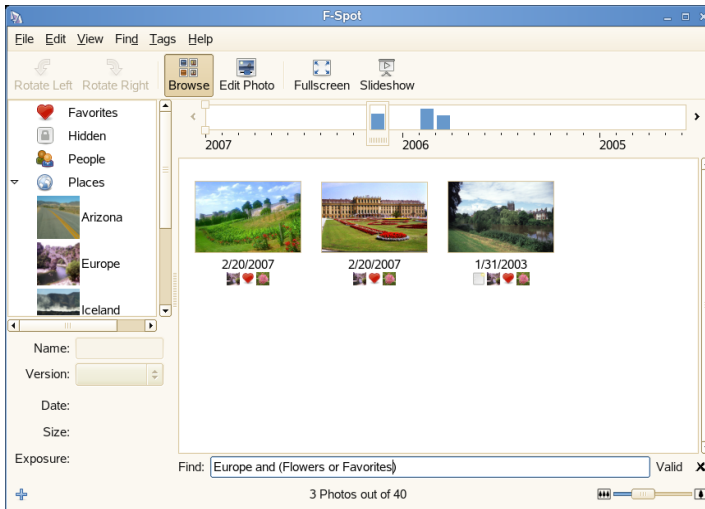 F-Spot
File Edit View Find Tags Help
Rotate Left Rotate Right Browse Edit Photo Fullscreen Slideshow
Favorites
Hidden
People
Places
Arizona
Europe
Iceland
2007 2006 2005
2/20/2007 2/20/2007 1/31/2003
Name:
Version:
Date:
Size:
Exposure:
Find: Europe and (Flowers or Favorites) Valid
3 Photos out of 40